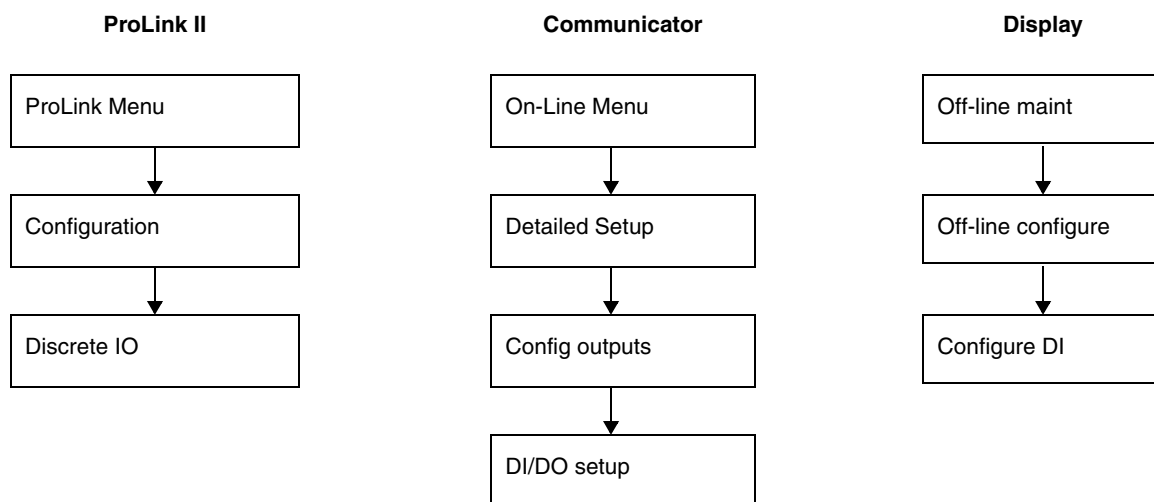 ProLink II
ProLink Menu
Configuration
Discrete IO
Communicator
On-Line Menu
Detailed Setup
Config outputs
DI/DO setup
Display
Off-line maint
Off-line configure
Configure DI